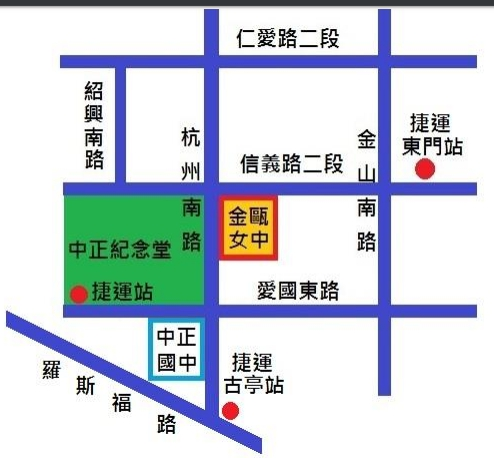 仁愛路二段
紹興南路
杭州南路
金山南路
捷運
東門站
信義路二段
金甌
女中
中正紀念堂
捷運站
愛國東路
中正
國中
捷運
古亭站
羅斯福路